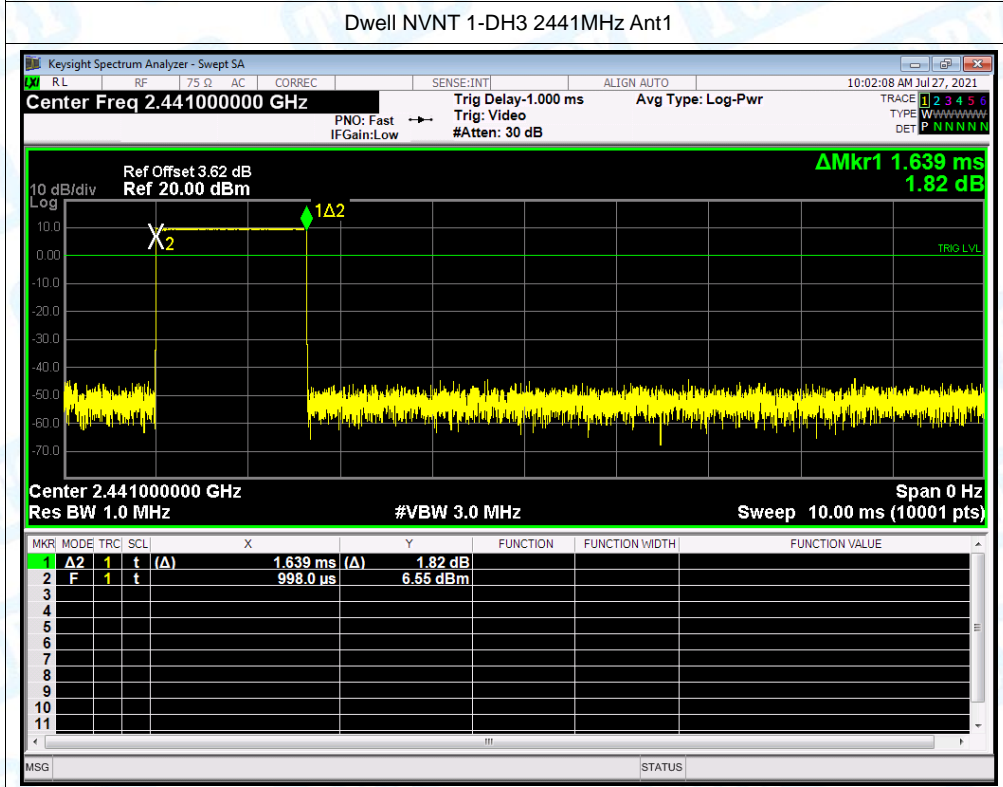 Dwell NVNT 1-DH3 2441MHz Ant1
Keysight Spectrum Analyzer - Swept SA
LXI RL RF 75 Ω AC CORREC SENSE:INT ALIGN AUTO 10:02:08 AM Jul 27, 2021
Center Freq 2.441000000 GHz
Trig Delay-1.000 ms Avg Type: Log-Pwr TRACE 1 2 3 4 5 6
PNO: Fast Trig: Video TYPE WWWWWW
IFGain:Low #Atten: 30 dB DET P N N N N N
ΔMkr1 1.639 ms
1.82 dB
Ref Offset 3.62 dB
10 dB/div Ref 20.00 dBm
Log
1Δ2
10.0
2
0.00
TRIG LVL
-10.0
-20.0
-30.0
-40.0
-50.0
-60.0
-70.0
Center 2.441000000 GHz Span 0 Hz
Res BW 1.0 MHz #VBW 3.0 MHz Sweep 10.00 ms (10001 pts)
MKR MODE TRC SCL X Y FUNCTION FUNCTION WIDTH FUNCTION VALUE
1 Δ2 1 t (Δ) 1.639 ms (Δ) 1.82 dB
2 F 1 t 998.0 µs 6.55 dBm
3
4
5
6
7
8
9
10
11
MSG STATUS